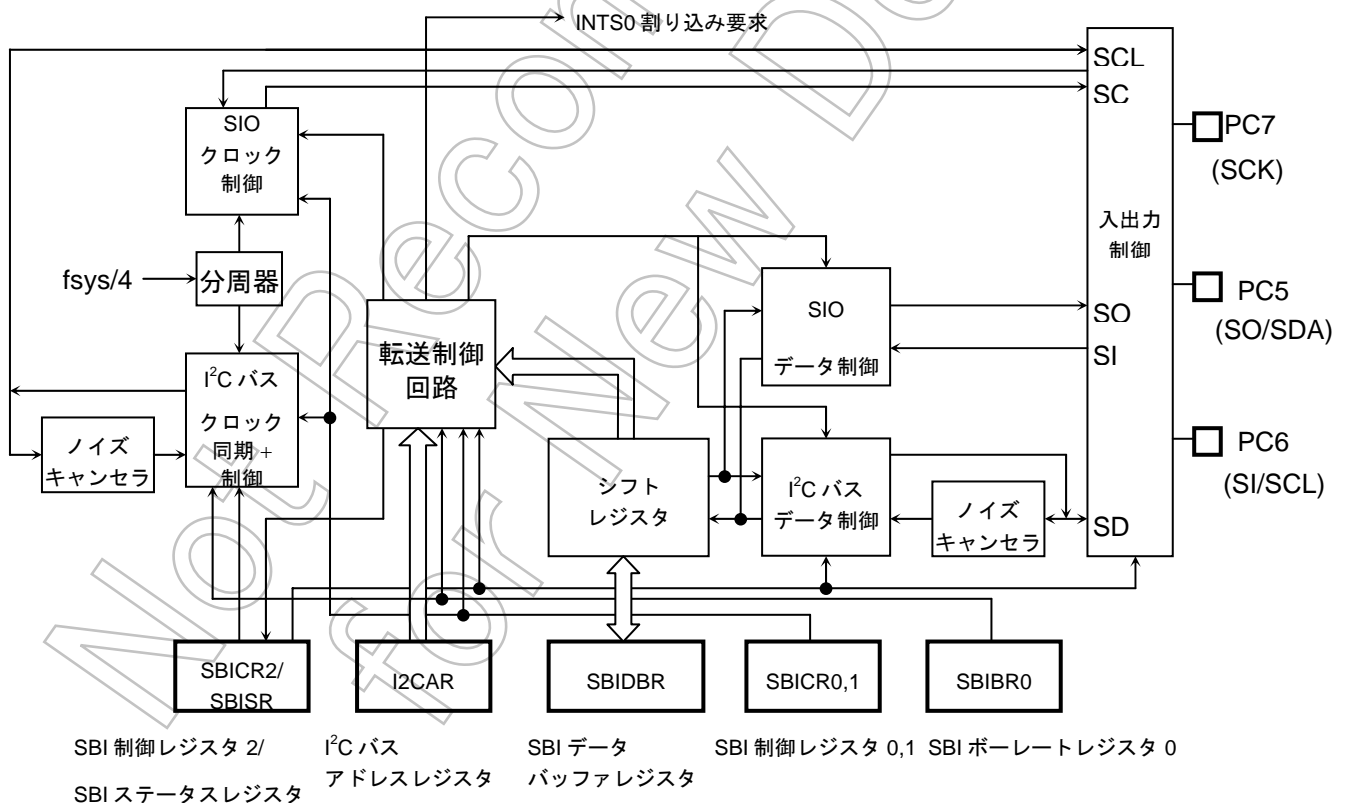 INTS0 割り込み要求
SCL
SC
SIO
クロック
制御
PC7
(SCK)
入出力
制御
fsys/4
分周器
SIO
データ制御
SO
SI
PC5
(SO/SDA)
転送制御
回路
I²C バス
クロック
同期+
制御
ノイズ
キャンセラ
シフト
レジスタ
I²C バス
データ制御
ノイズ
キャンセラ
SD
PC6
(SI/SCL)
SBICR2/
SBISR
I2CAR
SBIDBR
SBICR0,1
SBIBR0
SBI 制御レジスタ 2/
SBI ステータスレジスタ
I²C バス
アドレスレジスタ
SBI データ
バッファレジスタ
SBI 制御レジスタ 0,1
SBI ボーレートレジスタ 0